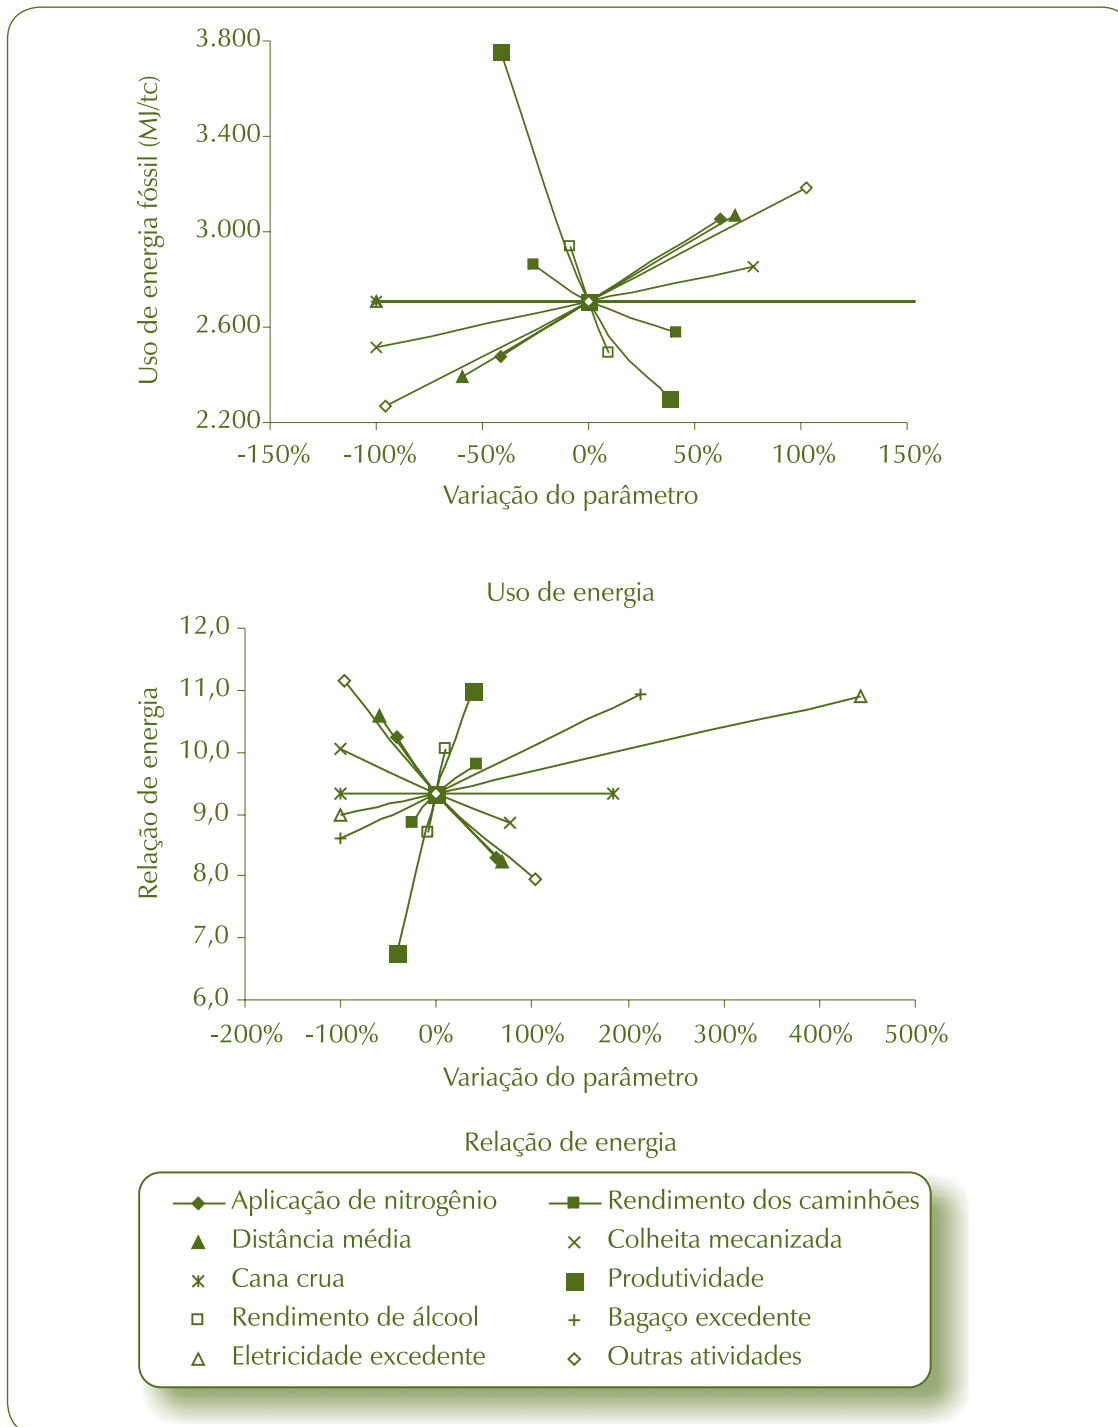 3.800
3.400
3.000
2.600
2.200
Uso de energia fóssil (MJ/tc)
-150% -100% -50% 0% 50% 100% 150%
Variação do parâmetro
Uso de energia
12,0
11,0
10,0
9,0
8,0
7,0
6,0
Relação de energia
-200% -100% 0% 100% 200% 300% 400% 500%
Variação do parâmetro
Relação de energia
Aplicação de nitrogênio Rendimento dos caminhões
Distância média Colheita mecanizada
Cana crua Produtividade
Rendimento de álcool Bagaço excedente
Eletricidade excedente Outras atividades